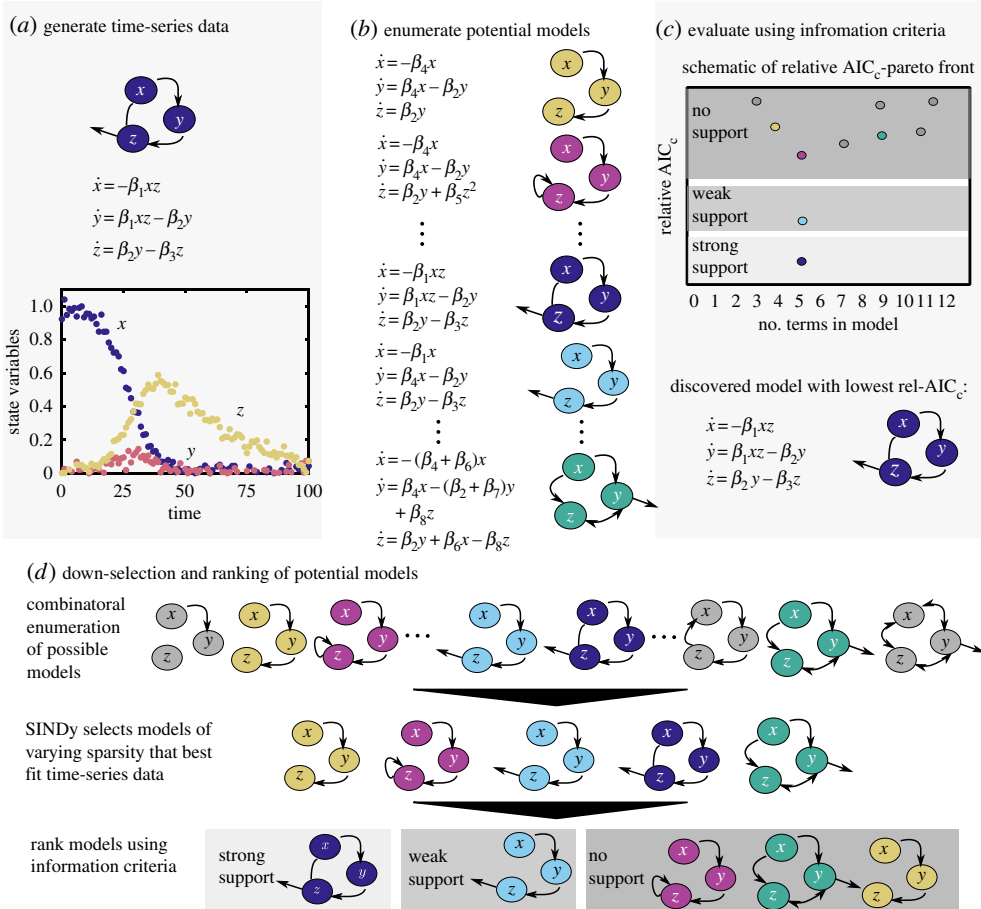 (a) generate time-series data
x
y
z
ẋ = −β₁xz
ẏ = β₁xz − β₂y
ż = β₂y − β₃z
state variables
1.0
0.8
0.6
0.4
0.2
0
x
z
y
0 25 50 75 100
time
(b) enumerate potential models
ẋ = −β₄x
ẏ = β₄x − β₂y
ż = β₂y
x
y
z
ẋ = −β₄x
ẏ = β₄x − β₂y
ż = β₂y + β₅z²
x
y
z
ẋ = −β₁xz
ẏ = β₁xz − β₂y
ż = β₂y − β₃z
x
y
z
ẋ = −β₁x
ẏ = β₄x − β₂y
ż = β₂y − β₃z
x
y
z
ẋ = −(β₄ + β₆)x
ẏ = β₄x − (β₂ + β₇)y
+ β₈z
ż = β₂y + β₆x − β₈z
x
y
z
(c) evaluate using infromation criteria
schematic of relative AIC_c-pareto front
relative AIC_c
no
support
weak
support
strong
support
0 1 2 3 4 5 6 7 8 9 10 11 12
no. terms in model
discovered model with lowest rel-AIC_c:
ẋ = −β₁xz
ẏ = β₁xz − β₂y
ż = β₂y − β₃z
x
y
z
(d) down-selection and ranking of potential models
combinatoral
enumeration
of possible
models
x y z x y z x y z ... x y z x y z ... x y z x y z x y z
SINDy selects models of
varying sparsity that best
fit time-series data
x y z x y z x y z x y z x y z
rank models using
information criteria
strong
support
x y z
weak
support
x y z
no
support
x y z x y z x y z